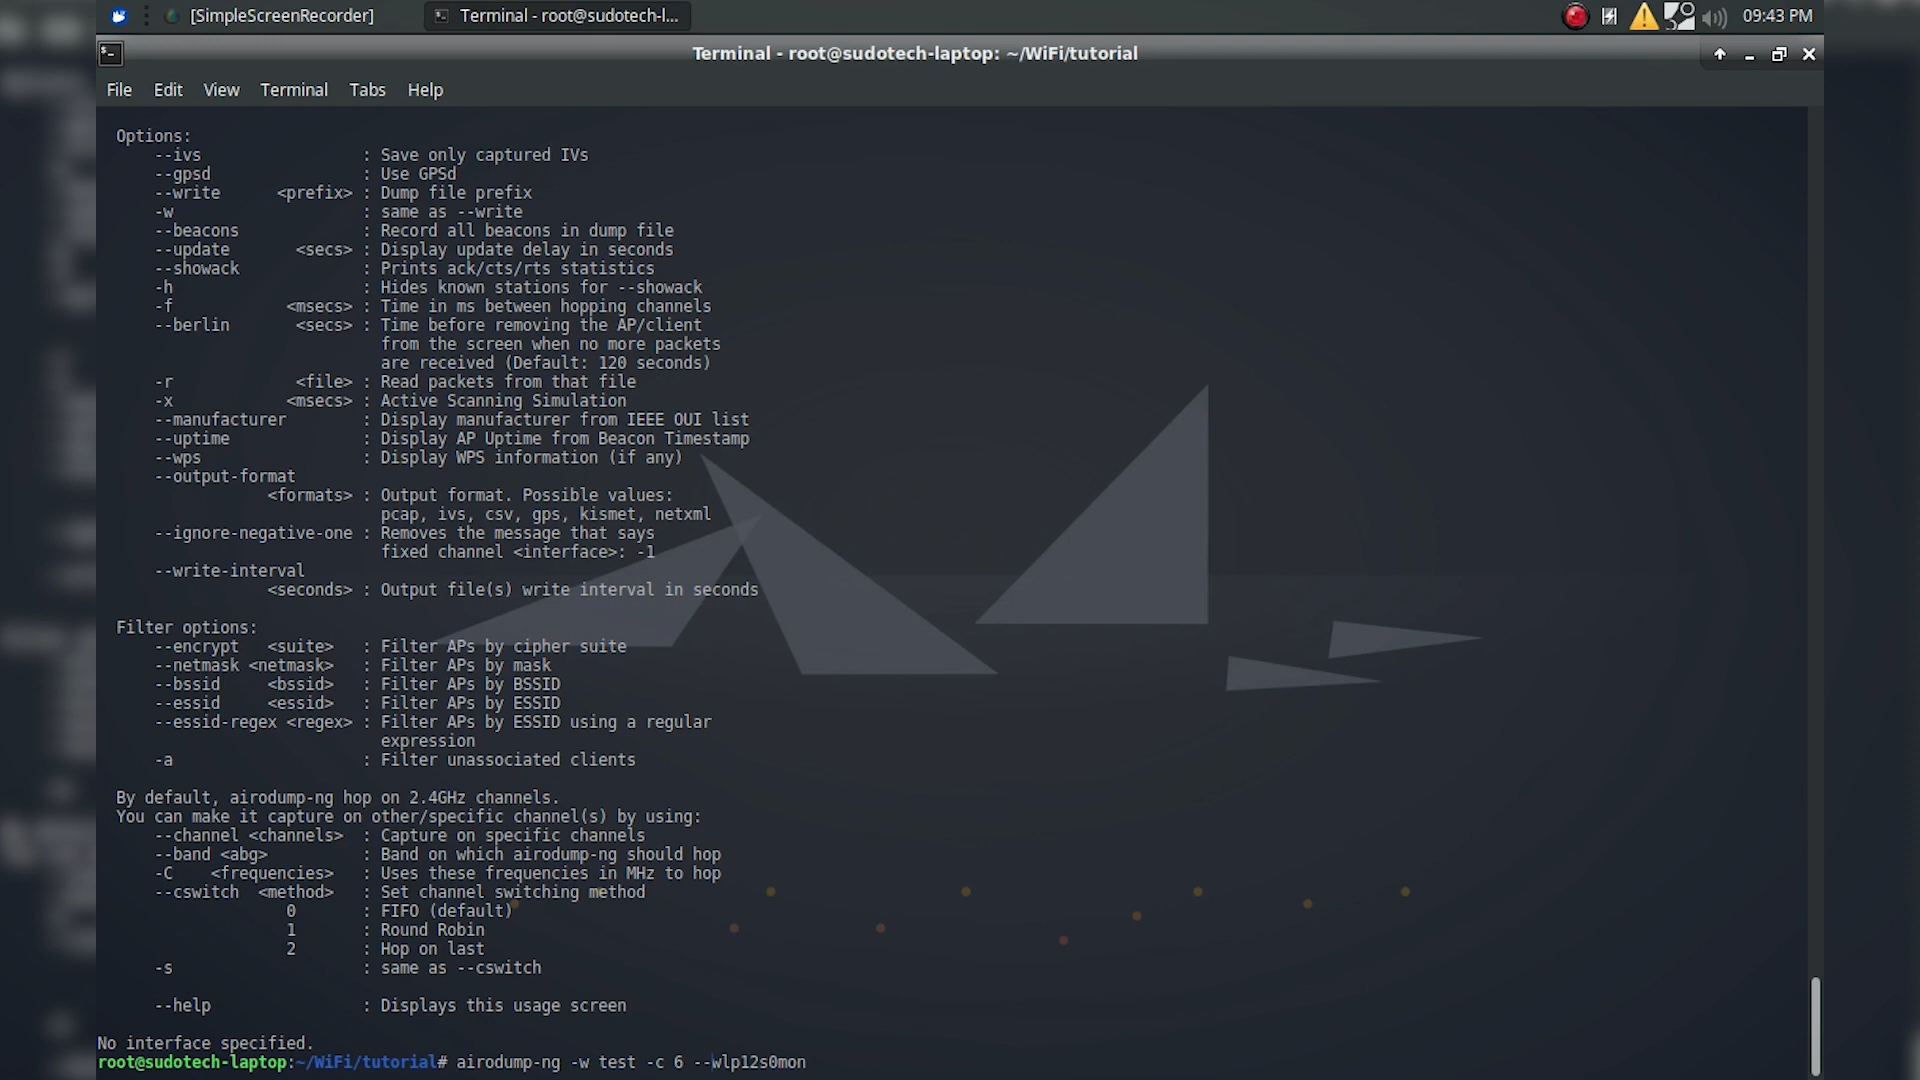 [SimpleScreenRecorder] Terminal - root@sudotech-l... 09:43 PM
Terminal - root@sudotech-laptop: ~/WiFi/tutorial
File Edit View Terminal Tabs Help
Options:
--ivs : Save only captured IVs
--gpsd : Use GPSd
--write <prefix> : Dump file prefix
-w : same as --write
--beacons : Record all beacons in dump file
--update <secs> : Display update delay in seconds
--showack : Prints ack/cts/rts statistics
-h : Hides known stations for --showack
-f <msecs> : Time in ms between hopping channels
--berlin <secs> : Time before removing the AP/client
from the screen when no more packets
are received (Default: 120 seconds)
-r <file> : Read packets from that file
-x <msecs> : Active Scanning Simulation
--manufacturer : Display manufacturer from IEEE OUI list
--uptime : Display AP Uptime from Beacon Timestamp
--wps : Display WPS information (if any)
--output-format
<formats> : Output format. Possible values:
pcap, ivs, csv, gps, kismet, netxml
--ignore-negative-one : Removes the message that says
fixed channel <interface>: -1
--write-interval
<seconds> : Output file(s) write interval in seconds
Filter options:
--encrypt <suite> : Filter APs by cipher suite
--netmask <netmask> : Filter APs by mask
--bssid <bssid> : Filter APs by BSSID
--essid <essid> : Filter APs by ESSID
--essid-regex <regex> : Filter APs by ESSID using a regular
expression
-a : Filter unassociated clients
By default, airodump-ng hop on 2.4GHz channels.
You can make it capture on other/specific channel(s) by using:
--channel <channels> : Capture on specific channels
--band <abg> : Band on which airodump-ng should hop
-C <frequencies> : Uses these frequencies in MHz to hop
--cswitch <method> : Set channel switching method
0 : FIFO (default)
1 : Round Robin
2 : Hop on last
-s : same as --cswitch
--help : Displays this usage screen
No interface specified.
root@sudotech-laptop:~/WiFi/tutorial# airodump-ng -w test -c 6 --wlp12s0mon